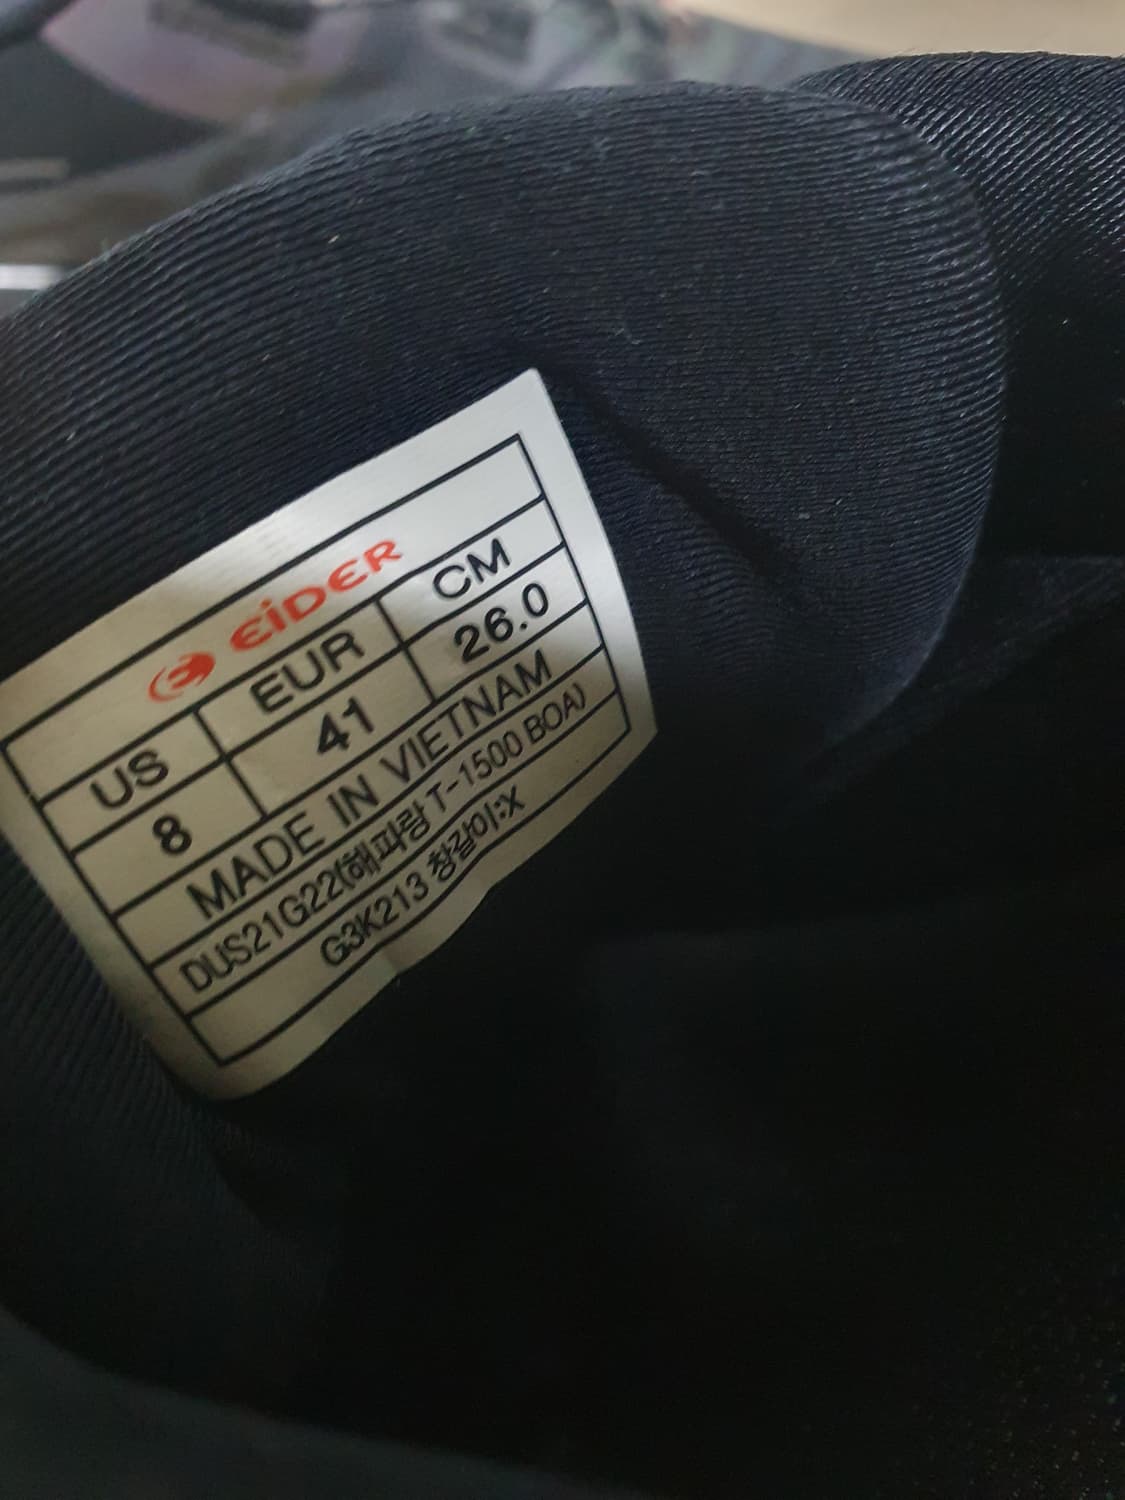 EiDER
US EUR CM
8 41 26.0
MADE IN VIETNAM
DUS21G22(해파랑 T-1500 BOA)
G3K213 창갈이:X